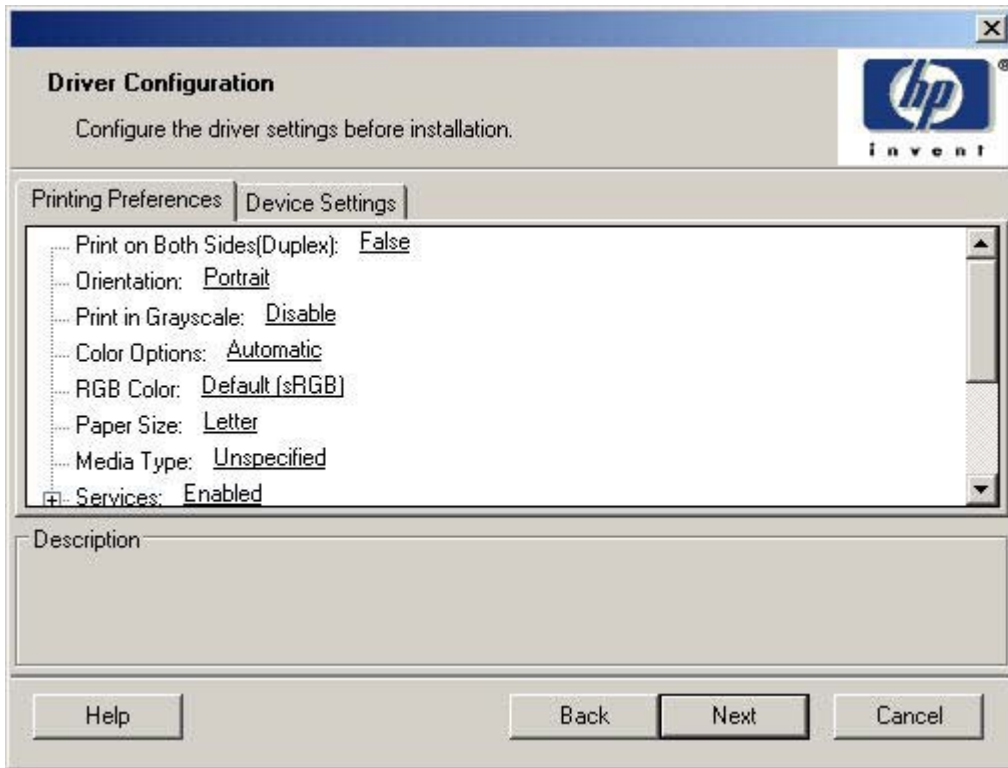 Driver Configuration
Configure the driver settings before installation.
hp
®
invent
Printing Preferences
Device Settings
Print on Both Sides(Duplex): False
Orientation: Portrait
Print in Grayscale: Disable
Color Options: Automatic
RGB Color: Default (sRGB)
Paper Size: Letter
Media Type: Unspecified
Services: Enabled
Description
Help
Back
Next
Cancel